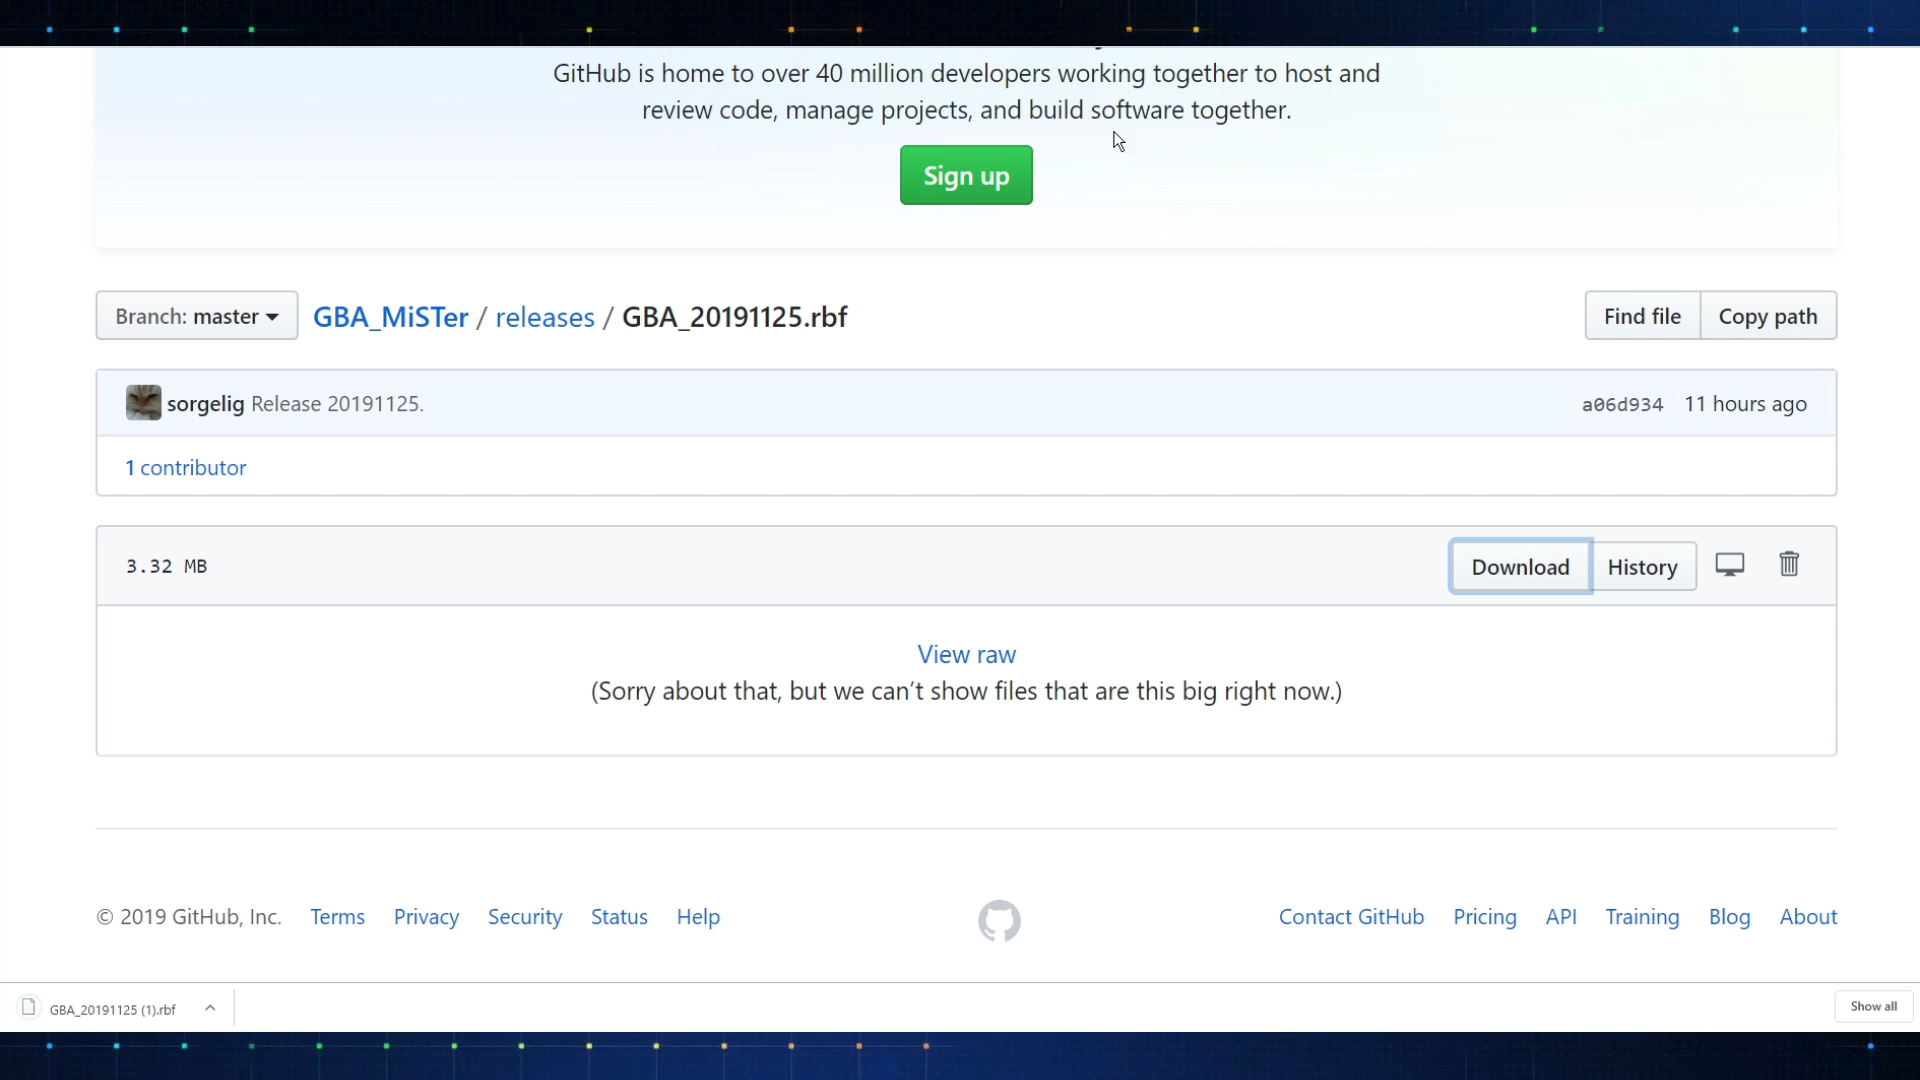 GitHub is home to over 40 million developers working together to host and
review code, manage projects, and build software together.
Sign up
Branch: master GBA_MiSTer / releases / GBA_20191125.rbf Find file Copy path
sorgelig Release 20191125. a06d934 11 hours ago
1 contributor
3.32 MB Download History
View raw
(Sorry about that, but we can’t show files that are this big right now.)
© 2019 GitHub, Inc. Terms Privacy Security Status Help Contact GitHub Pricing API Training Blog About
GBA_20191125 (1).rbf Show all